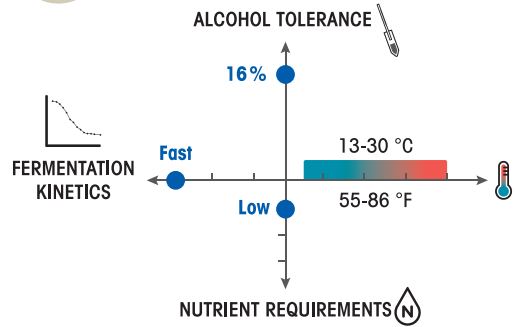 ALCOHOL TOLERANCE
16%
FERMENTATION
KINETICS
Fast
13-30 °C
Low
55-86 °F
NUTRIENT REQUIREMENTS
N